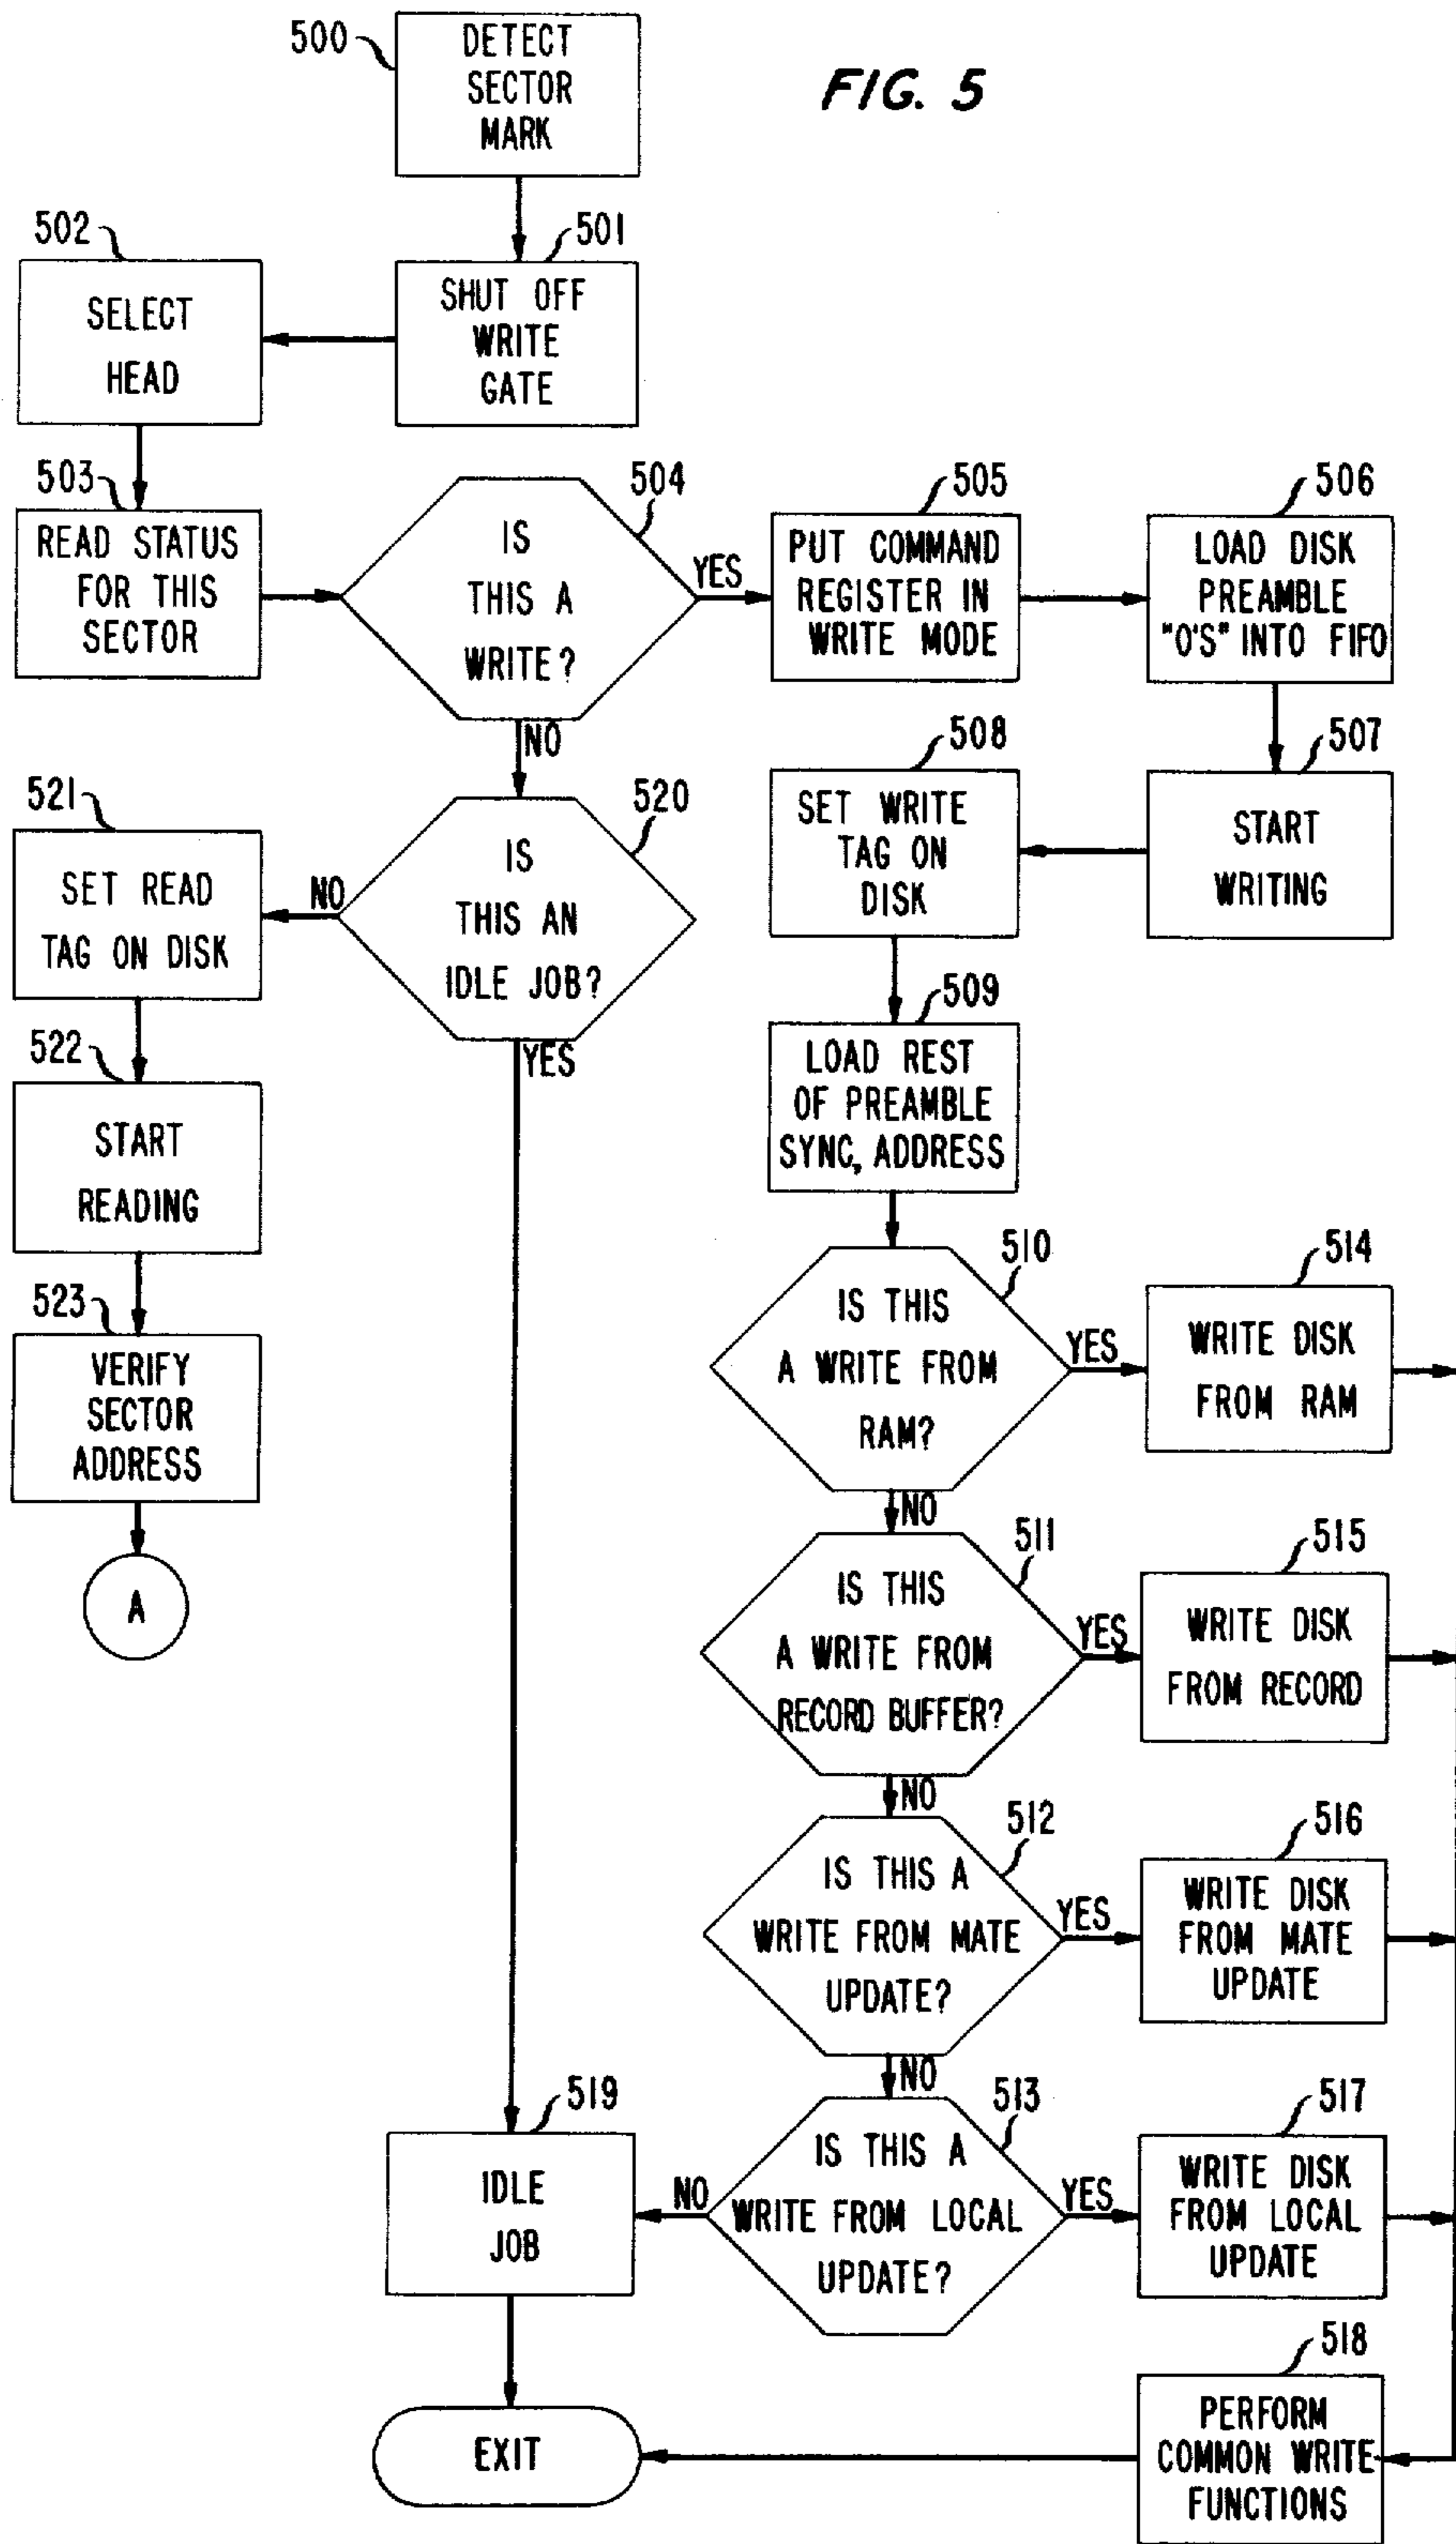 FIG. 5
500
DETECT
SECTOR
MARK
502
SELECT
HEAD
501
SHUT OFF
WRITE
GATE
503
READ STATUS
FOR THIS
SECTOR
504
IS
THIS A
WRITE?
YES
NO
505
PUT COMMAND
REGISTER IN
WRITE MODE
506
LOAD DISK
PREAMBLE
"O'S" INTO FIFO
507
START
WRITING
508
SET WRITE
TAG ON
DISK
520
IS
THIS AN
IDLE JOB?
NO
YES
521
SET READ
TAG ON DISK
522
START
READING
523
VERIFY
SECTOR
ADDRESS
A
509
LOAD REST
OF PREAMBLE
SYNC, ADDRESS
510
IS THIS
A WRITE FROM
RAM?
YES
NO
514
WRITE DISK
FROM RAM
511
IS THIS
A WRITE FROM
RECORD BUFFER?
YES
NO
515
WRITE DISK
FROM RECORD
512
IS THIS A
WRITE FROM MATE
UPDATE?
YES
NO
516
WRITE DISK
FROM MATE
UPDATE
513
IS THIS A
WRITE FROM LOCAL
UPDATE?
YES
NO
517
WRITE DISK
FROM LOCAL
UPDATE
519
IDLE
JOB
518
PERFORM
COMMON WRITE
FUNCTIONS
EXIT